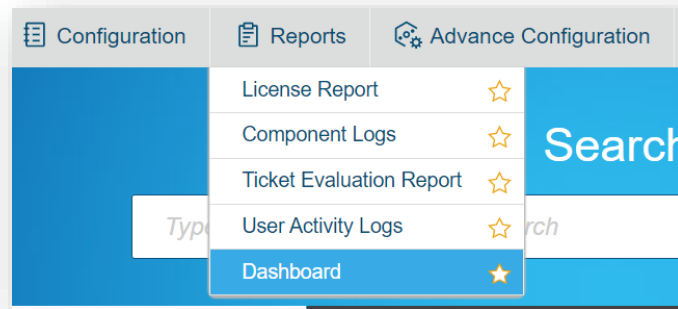 Configuration Reports Advance Configuration
License Report
Component Logs
Search
Ticket Evaluation Report
User Activity Logs
Dashboard